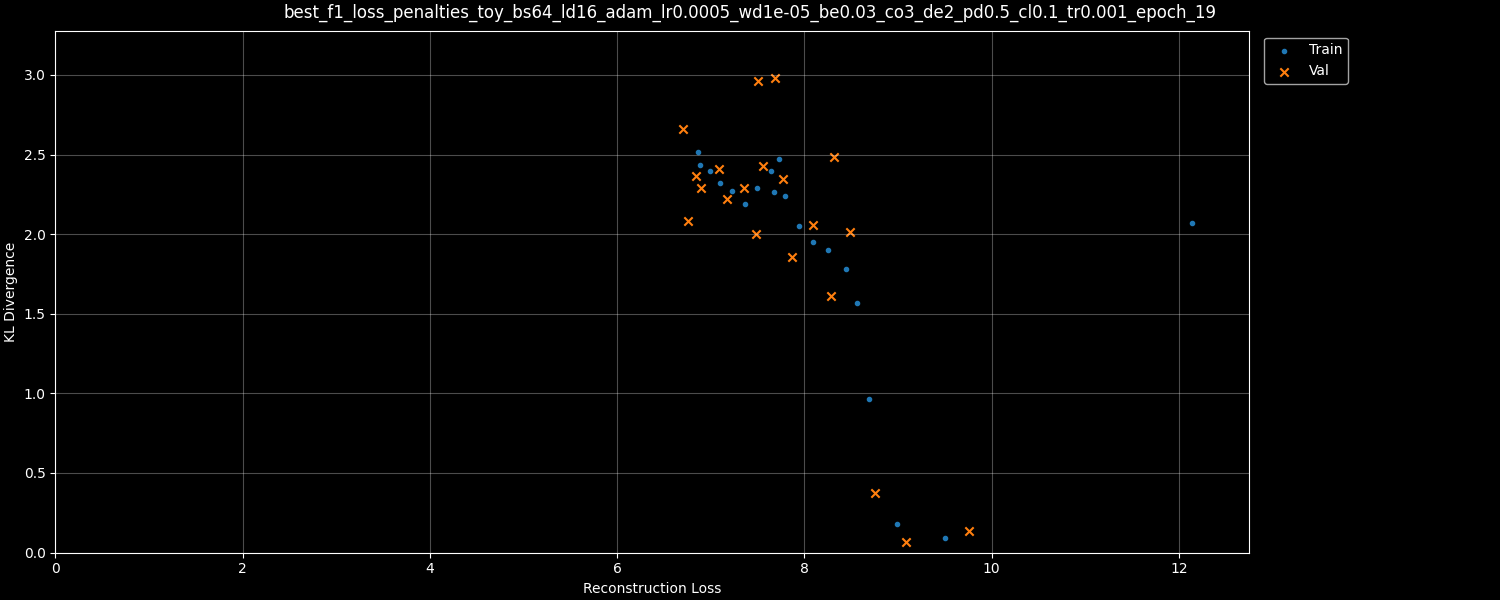 best_f1_loss_penalties_toy_bs64_ld16_adam_lr0.0005_wd1e-05_be0.03_co3_de2_pd0.5_cl0.1_tr0.001_epoch_19
Train
Val
3.0
2.5
2.0
1.5
1.0
0.5
0.0
KL Divergence
0 2 4 6 8 10 12
Reconstruction Loss